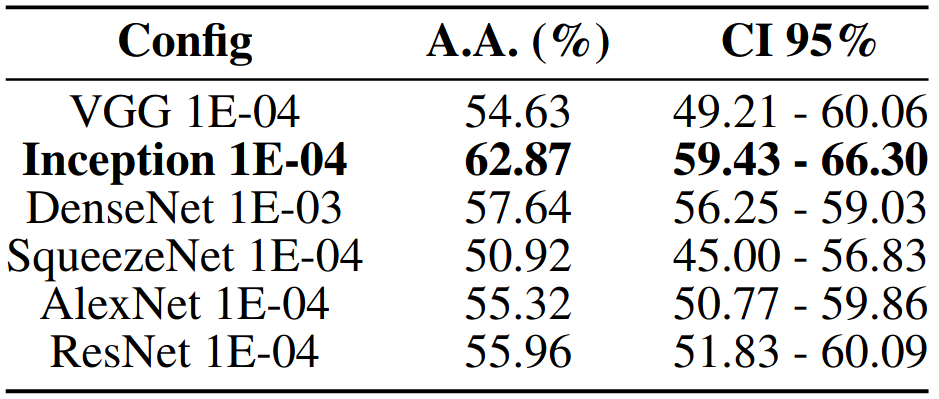 Config A.A. (%) CI 95%
VGG 1E-04 54.63 49.21 - 60.06
Inception 1E-04 62.87 59.43 - 66.30
DenseNet 1E-03 57.64 56.25 - 59.03
SqueezeNet 1E-04 50.92 45.00 - 56.83
AlexNet 1E-04 55.32 50.77 - 59.86
ResNet 1E-04 55.96 51.83 - 60.09